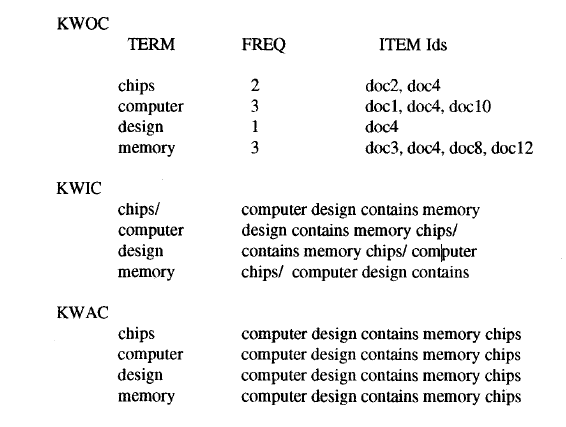 KWOC
TERM FREQ ITEM Ids
chips 2 doc2, doc4
computer 3 doc1, doc4, doc10
design 1 doc4
memory 3 doc3, doc4, doc8, doc12
KWIC
chips/ computer design contains memory
computer design contains memory chips/
design contains memory chips/ computer
memory chips/ computer design contains
KWAC
chips computer design contains memory chips
computer computer design contains memory chips
design computer design contains memory chips
memory computer design contains memory chips